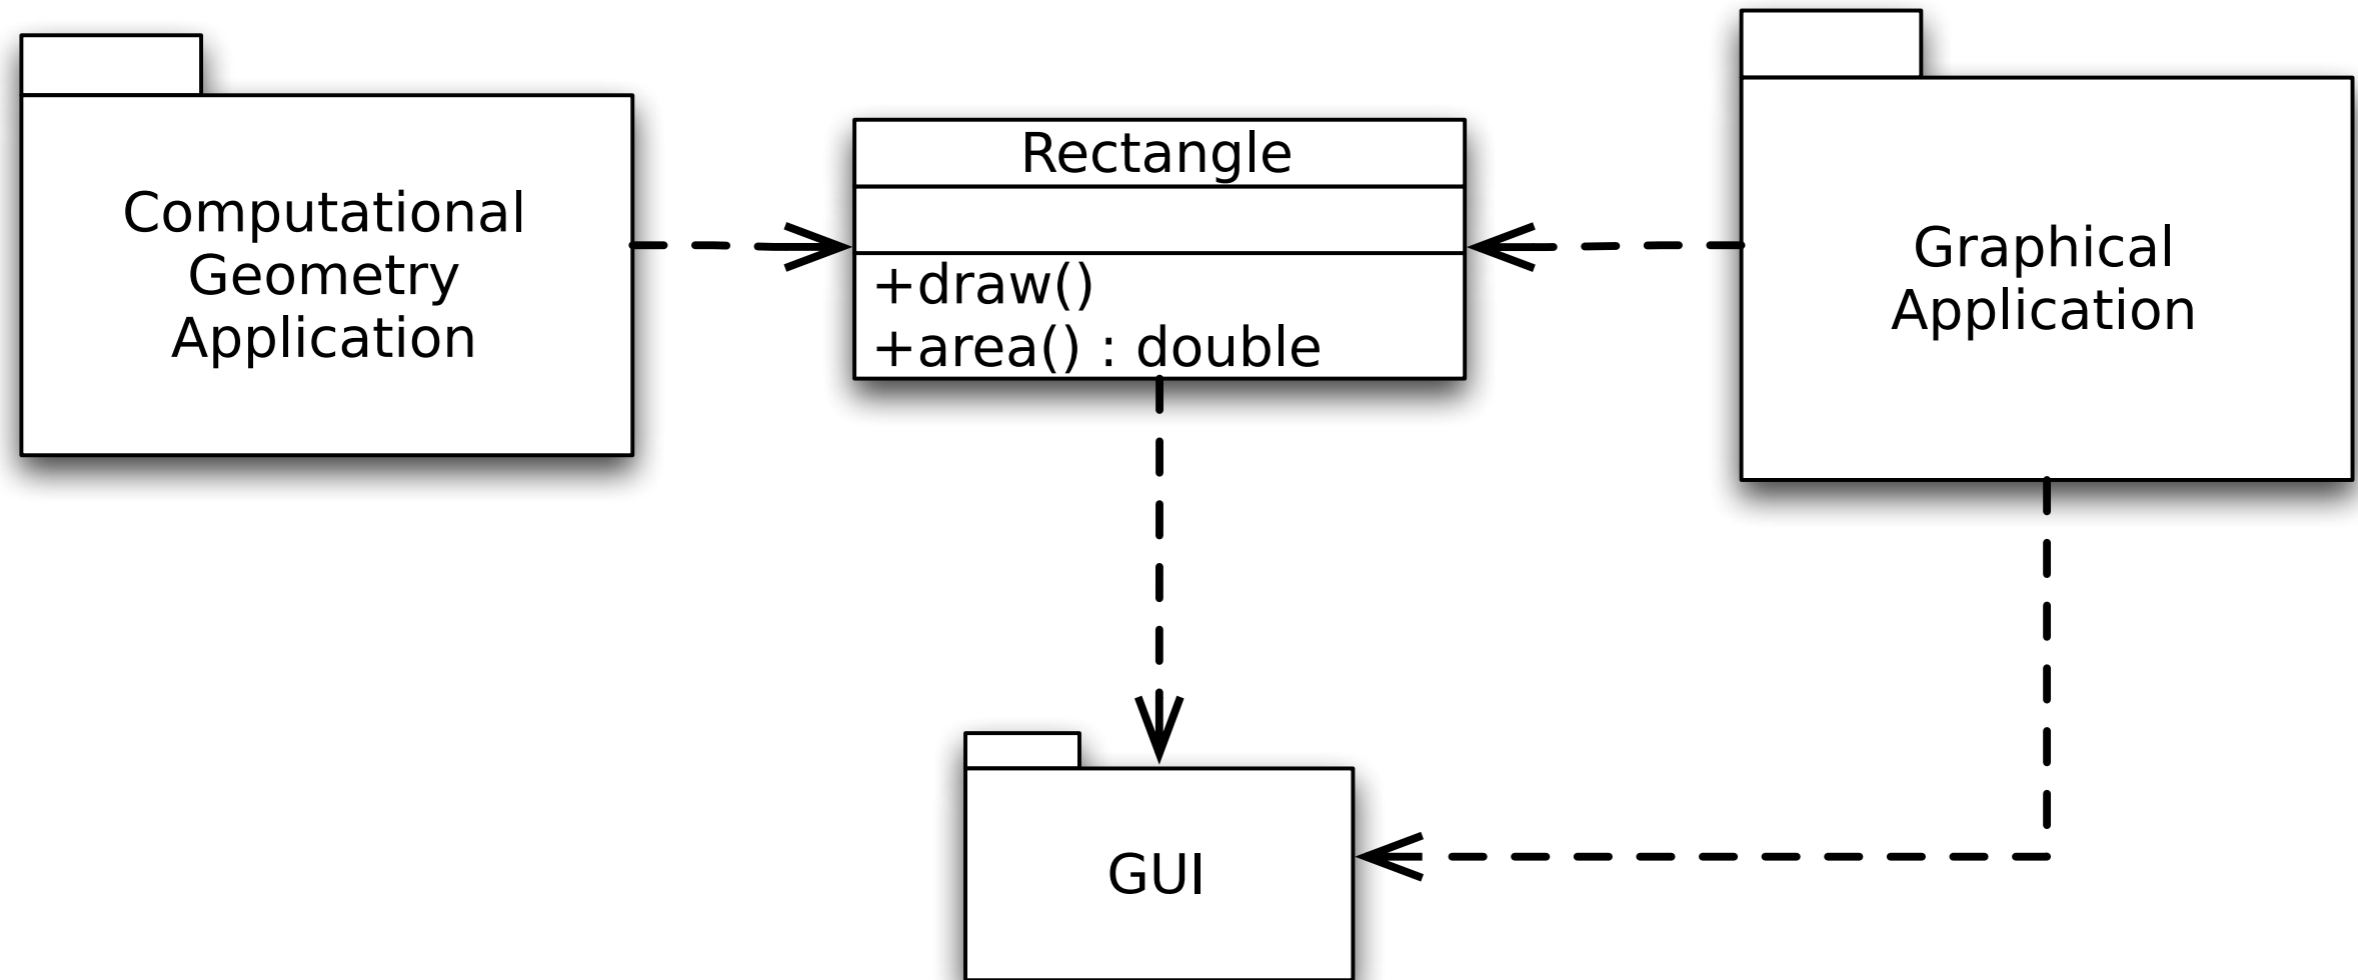 Computational
Geometry
Application
Rectangle
+draw()
+area() : double
Graphical
Application
GUI